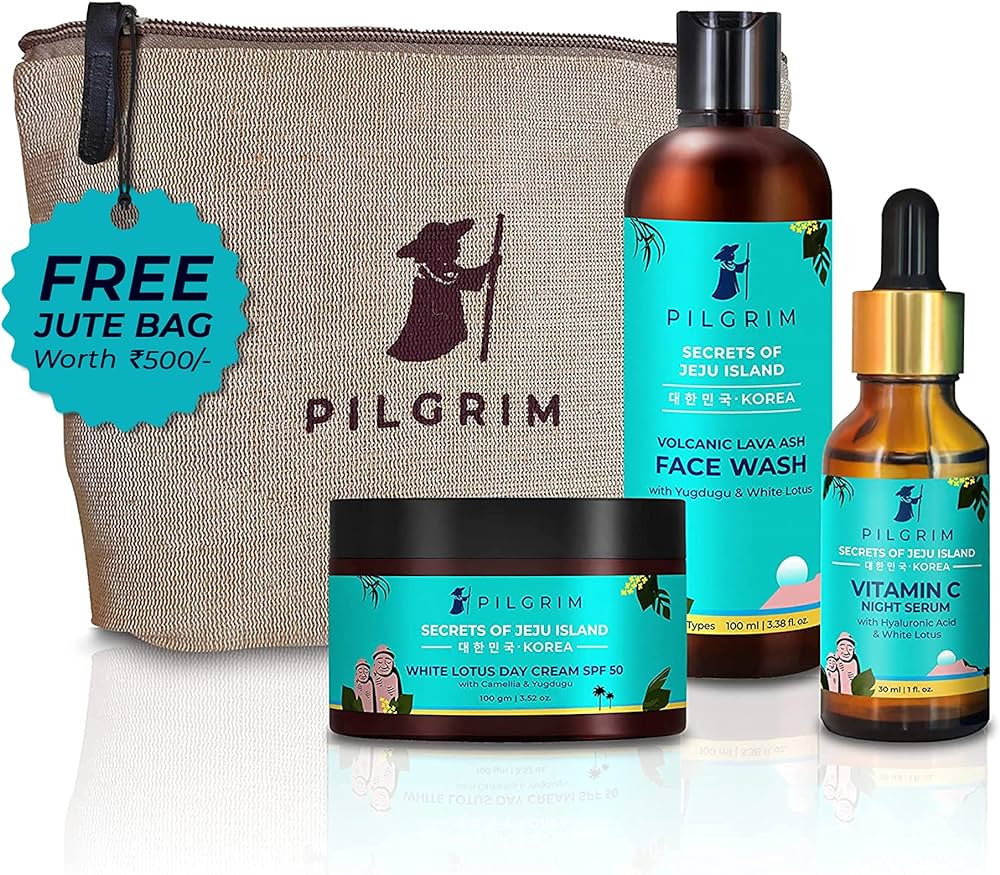 FREE
JUTE BAG
Worth ₹500/-
PILGRIM
PILGRIM
SECRETS OF
JEJU ISLAND
대한민국·KOREA
VOLCANIC LAVA ASH
FACE WASH
with Yugdugu & White Lotus
Types 100 ml | 3.38 fl. oz.
PILGRIM
SECRETS OF JEJU ISLAND
대한민국·KOREA
VITAMIN C
NIGHT SERUM
with Hyaluronic Acid
& White Lotus
30 ml | 1 fl. oz.
PILGRIM
SECRETS OF JEJU ISLAND
대한민국·KOREA
WHITE LOTUS DAY CREAM SPF 50
with Camellia & Yugdugu
100 gm | 3.52 oz.